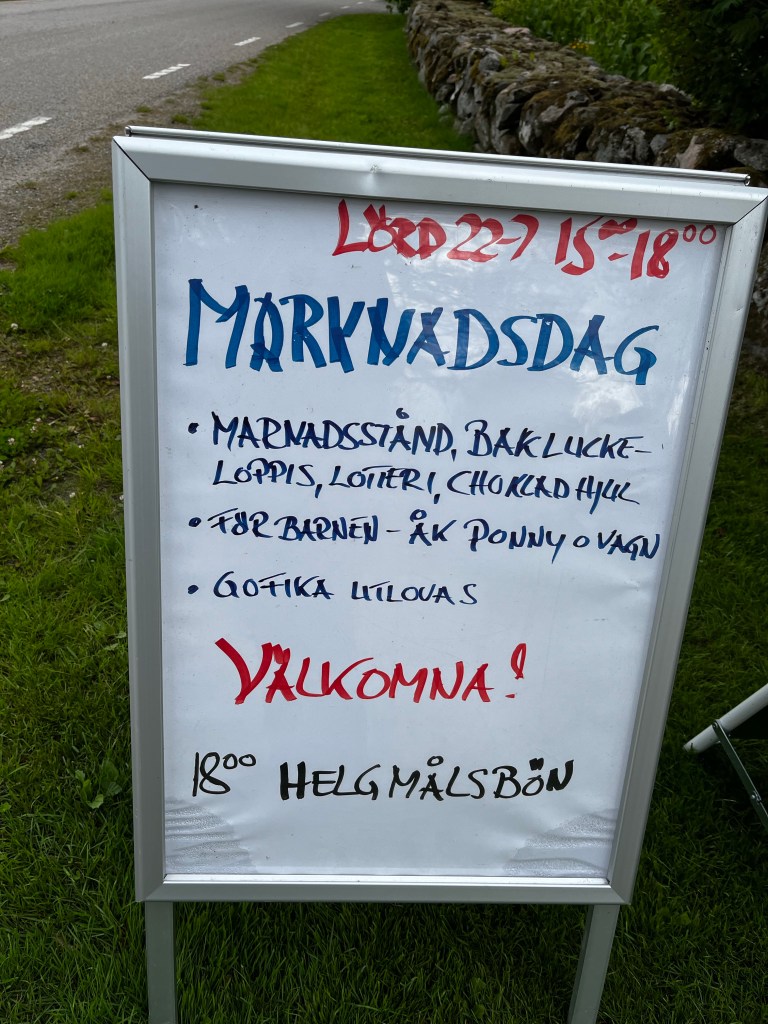 LÖRD 22-7 15⁰⁰-18⁰⁰
MARKNADSDAG
• MARNADSSTÅND, BAKLUCKE-
LOPPIS, LOTTERI, CHOKLADHJUL
• FÖR BARNEN - ÅK PONNY O VAGN
• GOFIKA UTLOVAS
VÄLKOMNA!
18⁰⁰ HELGMÅLSBÖN